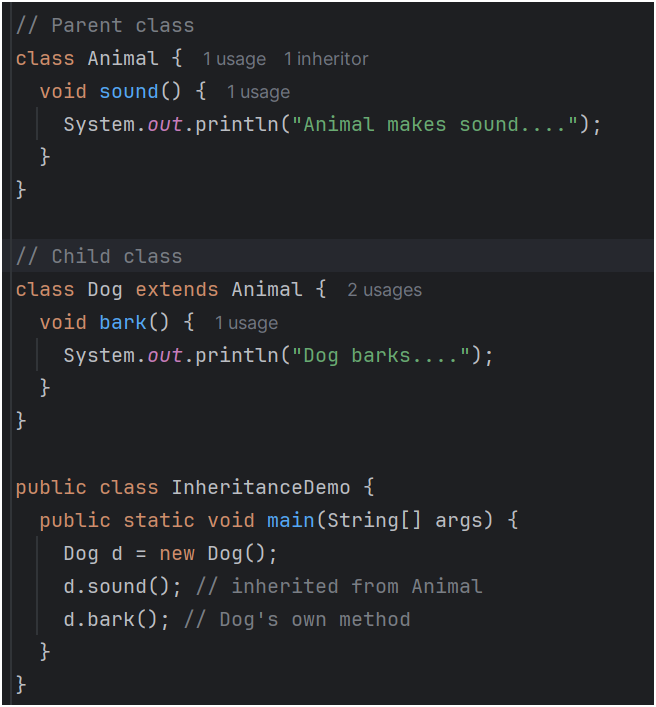 // Parent class
class Animal {  1 usage  1 inheritor
  void sound() {  1 usage
    System.out.println("Animal makes sound....");
  }
}

// Child class
class Dog extends Animal {  2 usages
  void bark() {  1 usage
    System.out.println("Dog barks....");
  }
}

public class InheritanceDemo {
  public static void main(String[] args) {
    Dog d = new Dog();
    d.sound(); // inherited from Animal
    d.bark(); // Dog's own method
  }
}